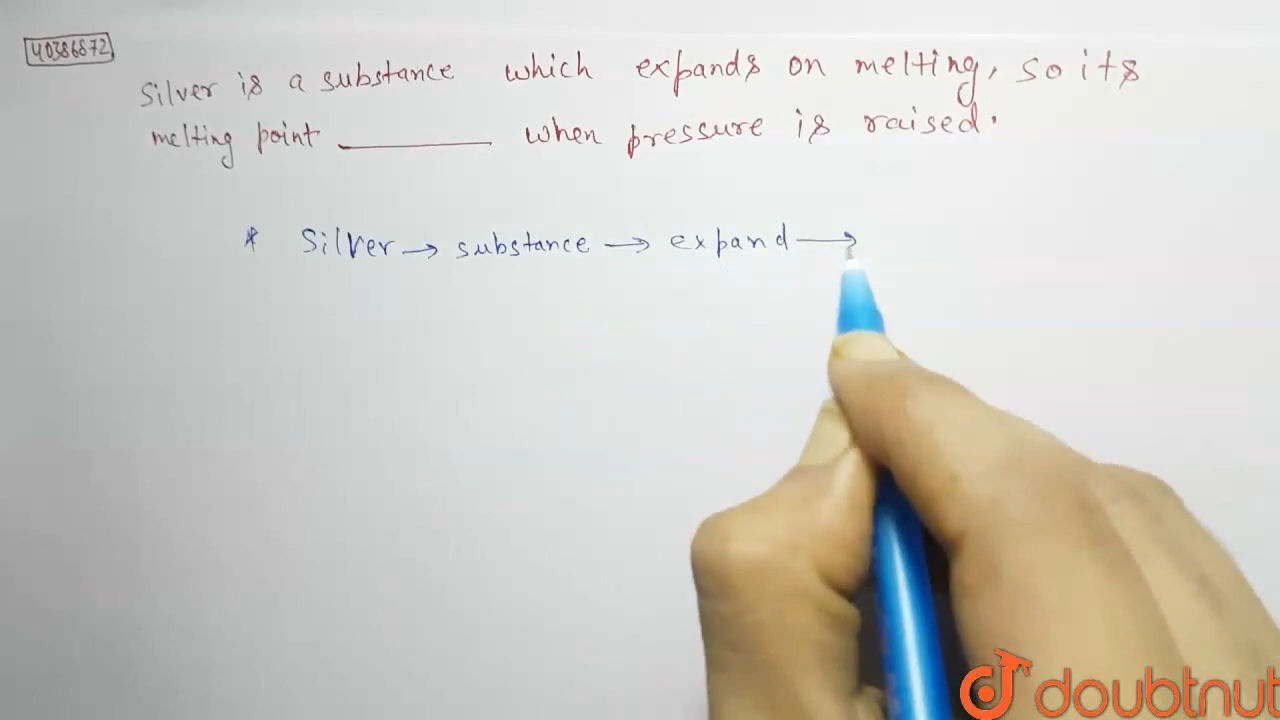 40386872
Silver is a substance which expands on melting, so its
melting point ________ when pressure is raised.
* Silver → substance → expand →
doubtnut